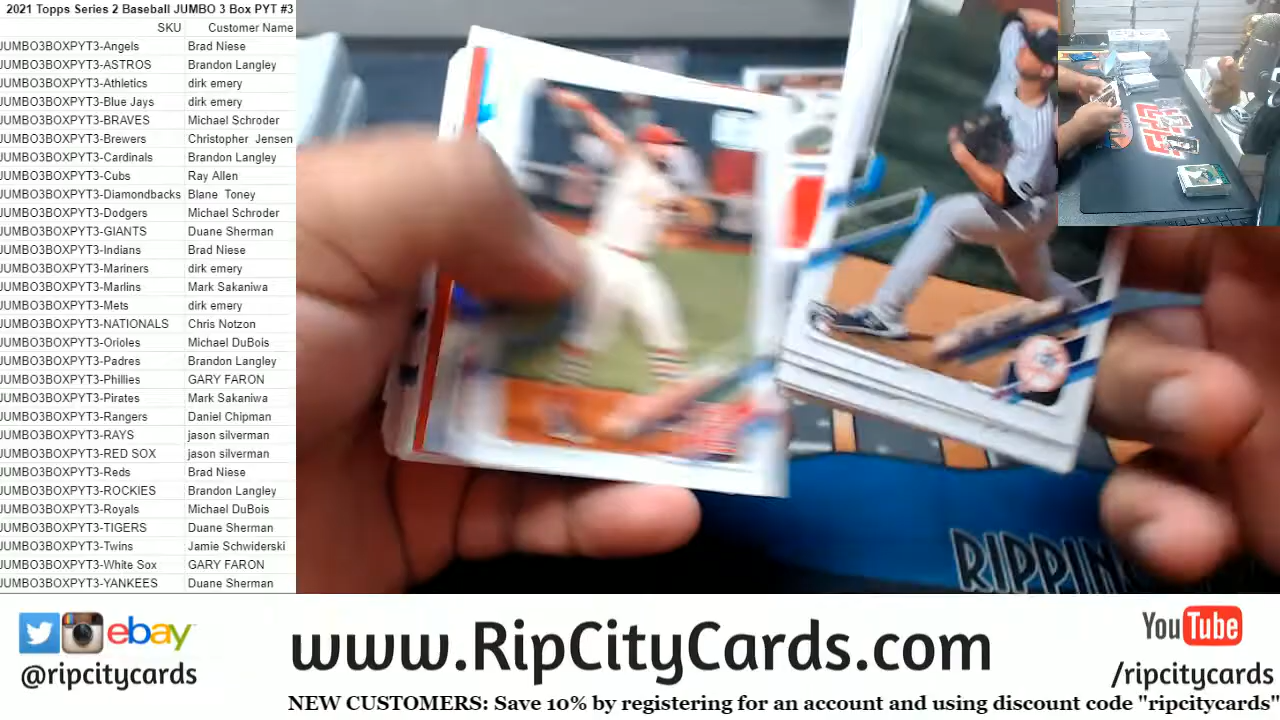 2021 Topps Series 2 Baseball JUMBO 3 Box PYT #3
SKU Customer Name
JUMBO3BOXPYT3-Angels Brad Niese
JUMBO3BOXPYT3-ASTROS Brandon Langley
JUMBO3BOXPYT3-Athletics dirk emery
JUMBO3BOXPYT3-Blue Jays dirk emery
JUMBO3BOXPYT3-BRAVES Michael Schroder
JUMBO3BOXPYT3-Brewers Christopher Jensen
JUMBO3BOXPYT3-Cardinals Brandon Langley
JUMBO3BOXPYT3-Cubs Ray Allen
JUMBO3BOXPYT3-Diamondbacks Blane Toney
JUMBO3BOXPYT3-Dodgers Michael Schroder
JUMBO3BOXPYT3-GIANTS Duane Sherman
JUMBO3BOXPYT3-Indians Brad Niese
JUMBO3BOXPYT3-Mariners dirk emery
JUMBO3BOXPYT3-Marlins Mark Sakaniwa
JUMBO3BOXPYT3-Mets dirk emery
JUMBO3BOXPYT3-NATIONALS Chris Notzon
JUMBO3BOXPYT3-Orioles Michael DuBois
JUMBO3BOXPYT3-Padres Brandon Langley
JUMBO3BOXPYT3-Phillies GARY FARON
JUMBO3BOXPYT3-Pirates Mark Sakaniwa
JUMBO3BOXPYT3-Rangers Daniel Chipman
JUMBO3BOXPYT3-RAYS jason silverman
JUMBO3BOXPYT3-RED SOX jason silverman
JUMBO3BOXPYT3-Reds Brad Niese
JUMBO3BOXPYT3-ROCKIES Brandon Langley
JUMBO3BOXPYT3-Royals Michael DuBois
JUMBO3BOXPYT3-TIGERS Duane Sherman
JUMBO3BOXPYT3-Twins Jamie Schwiderski
JUMBO3BOXPYT3-White Sox GARY FARON
JUMBO3BOXPYT3-YANKEES Duane Sherman
RIPPING
ebay
@ripcitycards
www.RipCityCards.com
YouTube
/ripcitycards
NEW CUSTOMERS: Save 10% by registering for an account and using discount code "ripcitycards"